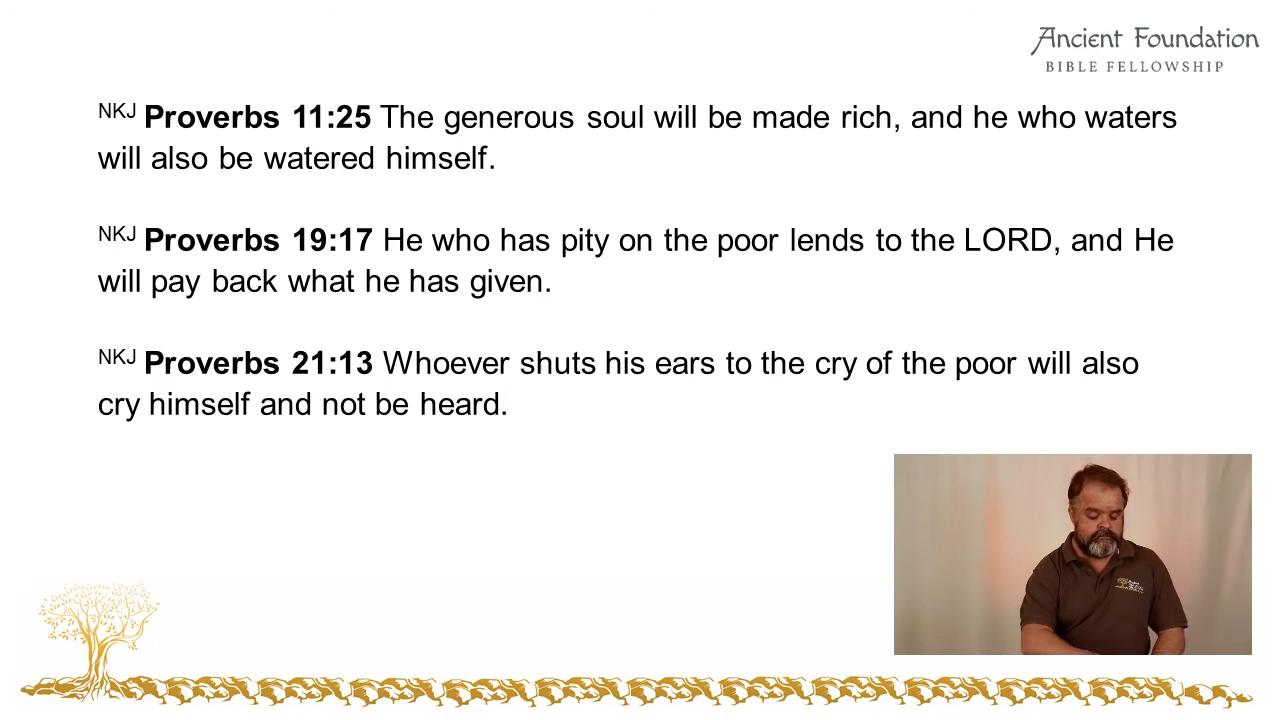 Ancient Foundation
BIBLE FELLOWSHIP
NKJ Proverbs 11:25 The generous soul will be made rich, and he who waters
will also be watered himself.
NKJ Proverbs 19:17 He who has pity on the poor lends to the LORD, and He
will pay back what he has given.
NKJ Proverbs 21:13 Whoever shuts his ears to the cry of the poor will also
cry himself and not be heard.